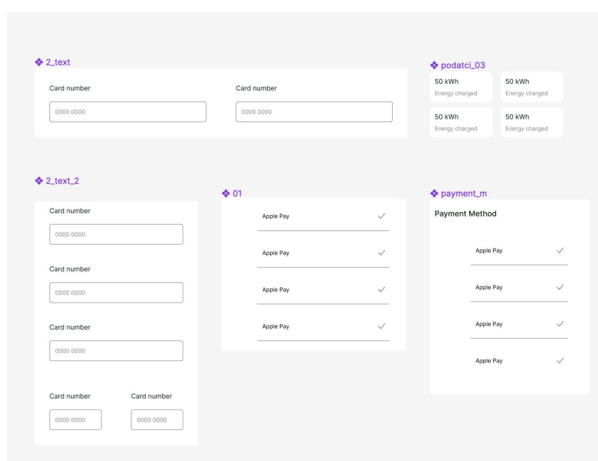 2_text
Card number
Card number
0000 0000
0000 0000
podatci_03
50 kWh
50 kWh
Energy charged
Energy charged
50 kWh
50 kWh
Energy charged
Energy charged
2_text_2
Card number
0000 0000
Card number
0000 0000
Card number
0000 0000
Card number
Card number
0000 0000
0000 0000
01
Apple Pay
Apple Pay
Apple Pay
Apple Pay
payment_m
Payment Method
Apple Pay
Apple Pay
Apple Pay
Apple Pay